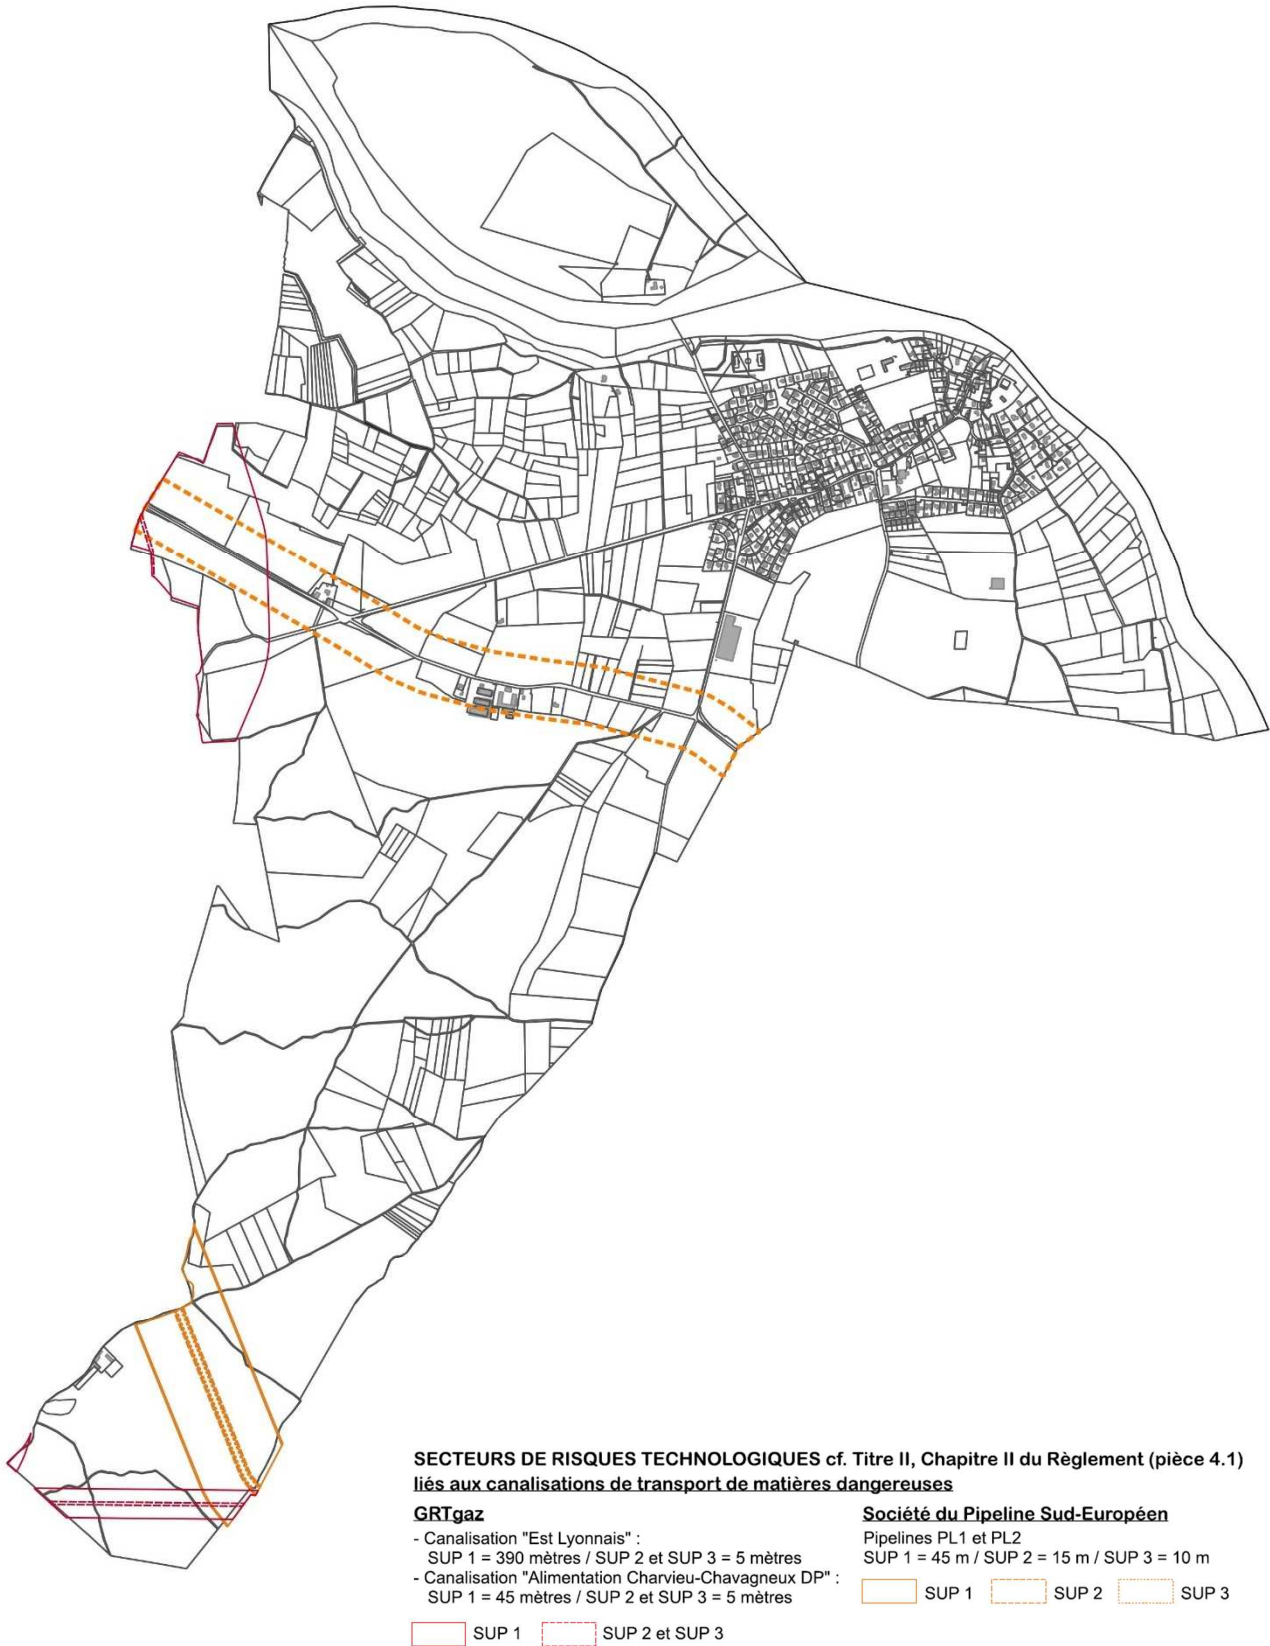 SECTEURS DE RISQUES TECHNOLOGIQUES cf. Titre II, Chapitre II du Règlement (pièce 4.1)
liés aux canalisations de transport de matières dangereuses
GRTgaz
- Canalisation "Est Lyonnais" :
SUP 1 = 390 mètres / SUP 2 et SUP 3 = 5 mètres
- Canalisation "Alimentation Charvieu-Chavagneux DP" :
SUP 1 = 45 mètres / SUP 2 et SUP 3 = 5 mètres
SUP 1
SUP 2 et SUP 3
Société du Pipeline Sud-Européen
Pipelines PL1 et PL2
SUP 1 = 45 m / SUP 2 = 15 m / SUP 3 = 10 m
SUP 1
SUP 2
SUP 3